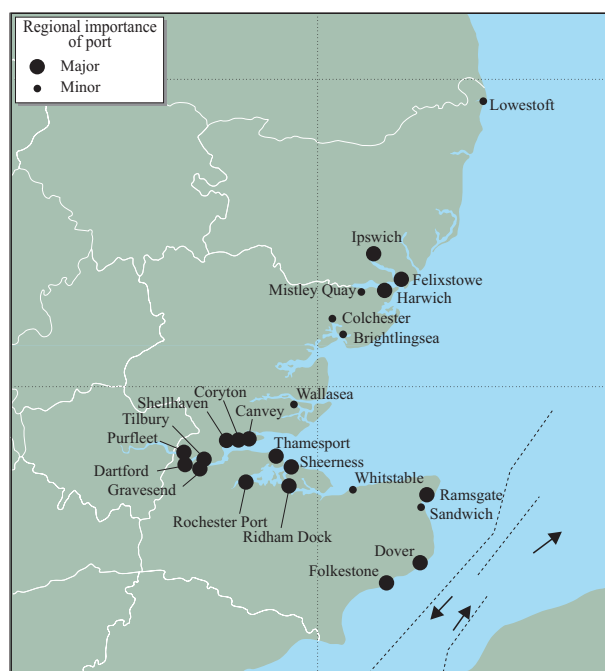 Regional importance
of port
Major
Minor
Lowestoft
Ipswich
Felixstowe
Mistley Quay
Harwich
Colchester
Brightlingsea
Wallasea
Coryton
Shellhaven
Canvey
Tilbury
Purfleet
Thamesport
Sheerness
Dartford
Gravesend
Whitstable
Ramsgate
Sandwich
Rochester Port
Ridham Dock
Dover
Folkestone